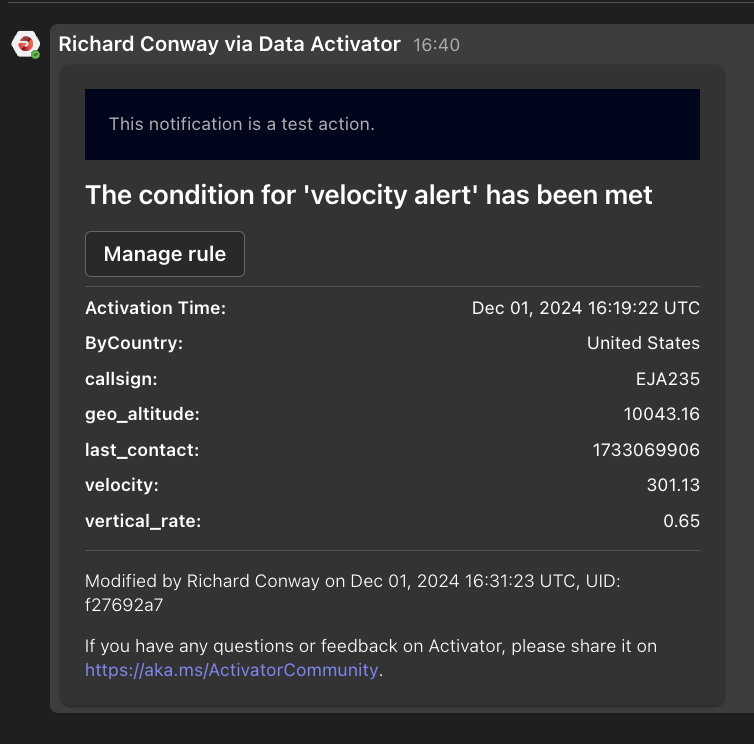 Richard Conway via Data Activator 16:40
This notification is a test action.
The condition for 'velocity alert' has been met
Manage rule
Activation Time: Dec 01, 2024 16:19:22 UTC
ByCountry: United States
callsign: EJA235
geo_altitude: 10043.16
last_contact: 1733069906
velocity: 301.13
vertical_rate: 0.65
Modified by Richard Conway on Dec 01, 2024 16:31:23 UTC, UID:
f27692a7
If you have any questions or feedback on Activator, please share it on
https://aka.ms/ActivatorCommunity.